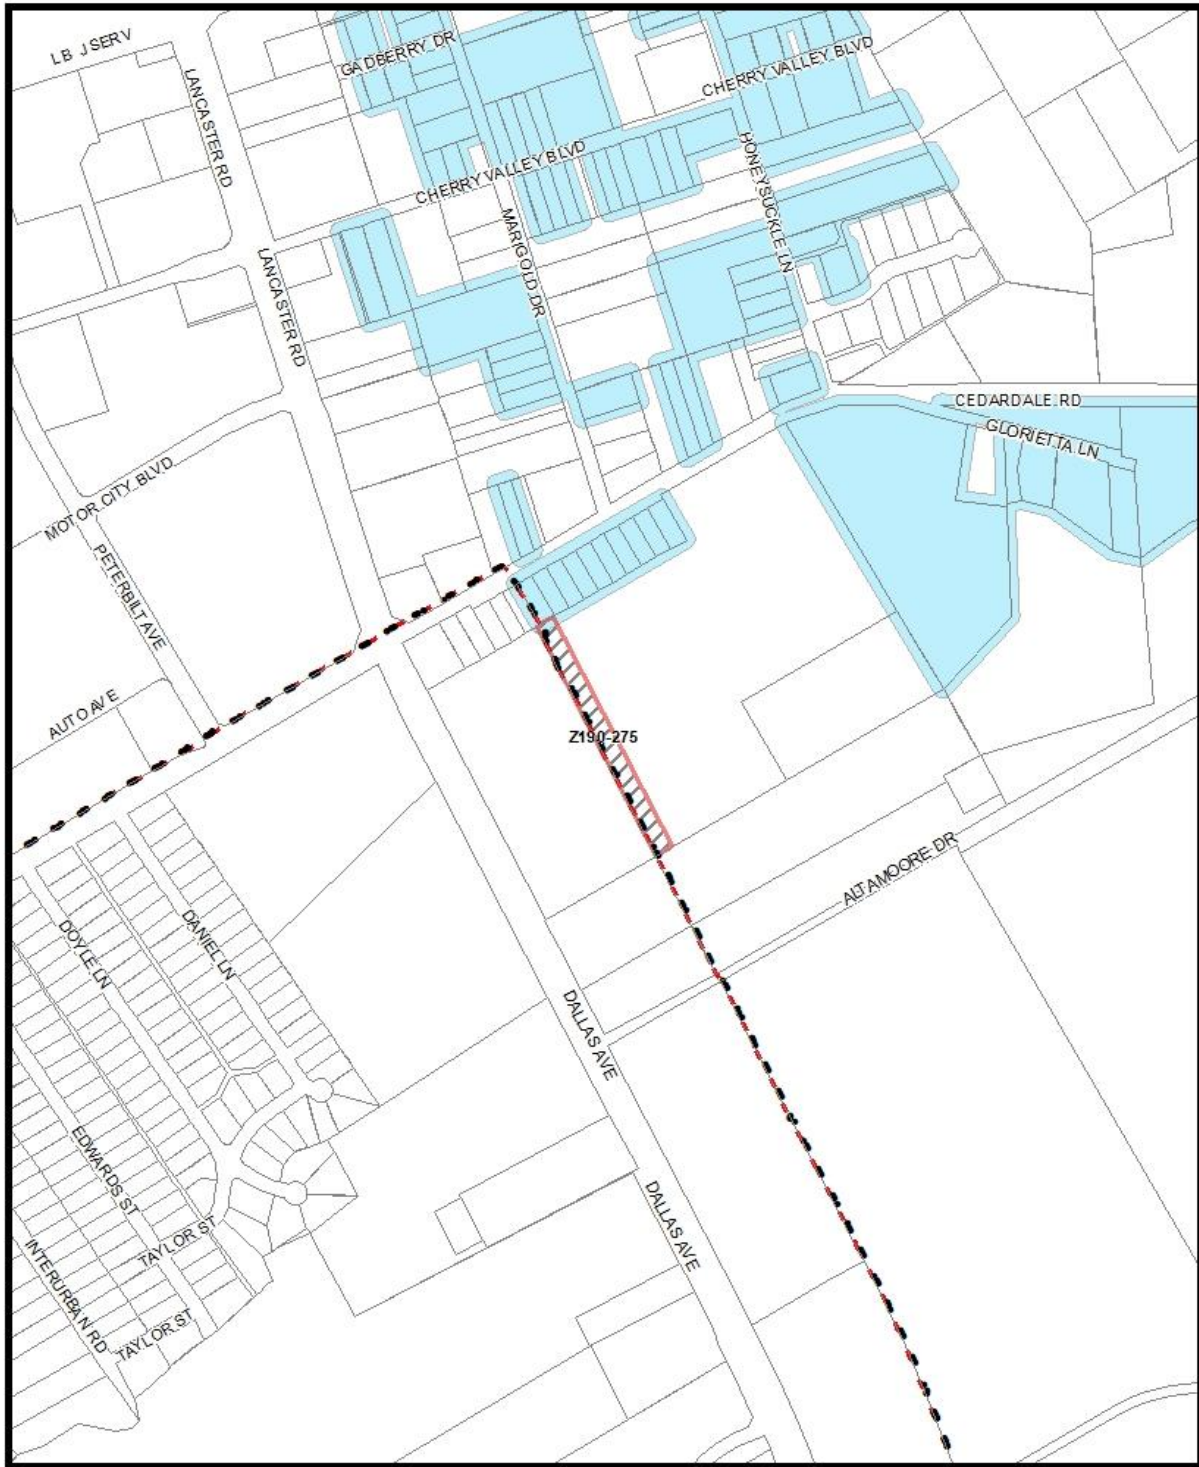 LB J SERV
GADBERRY DR
CHERRY VALLEY BLVD
LANCASTER RD
CHERRY VALLEY BLVD
HONEYSUCKLE LN
MARIGOLD DR
LANCASTER RD
CEDARDALE RD
GLORIETTA LN
MOTOR CITY BLVD
PETERBILT AVE
AUTO AVE
Z190-275
ALTAMOORE DR
DANIEL LN
DOYLE LN
DALLAS AVE
EDWARDS ST
DALLAS AVE
TAYLOR ST
INTERURBAN RD
TAYLOR ST